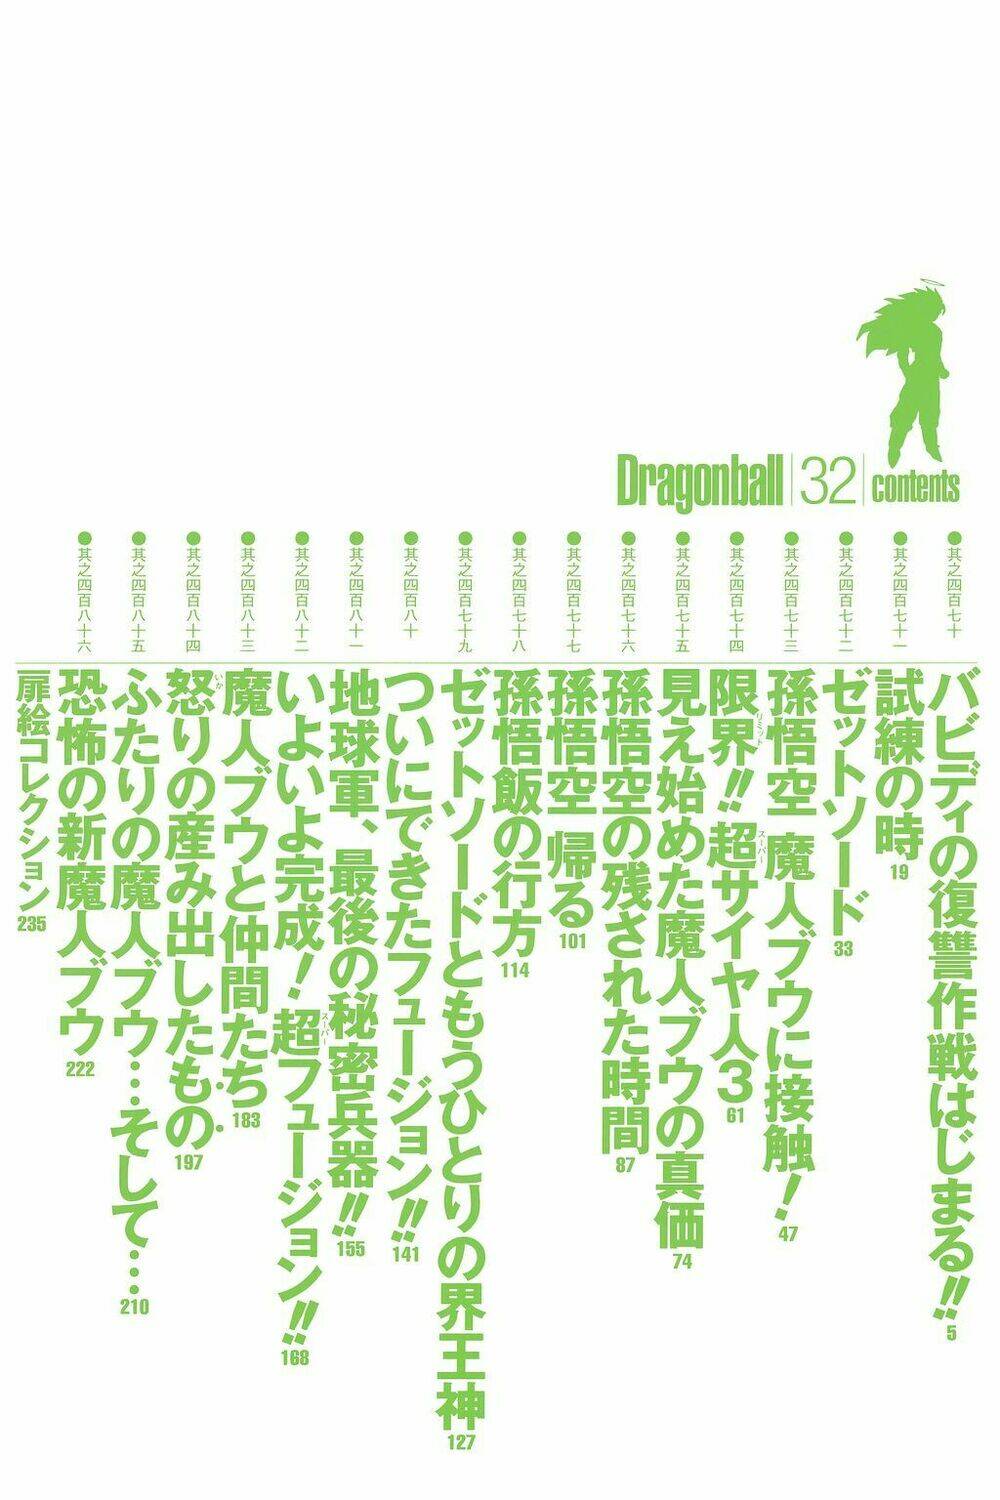 Dragonball 32 contents
●其之四百七十
バビディの復讐作戦はじまる!! 5
●其之四百七十一
試練の時 19
●其之四百七十二
ゼットソード 33
●其之四百七十三
孫悟空 魔人ブウに接触! 47
●其之四百七十四
限界!!超サイヤ人3 61
リミット
スーパー
●其之四百七十五
見え始めた魔人ブウの真価 74
●其之四百七十六
孫悟空の残された時間 87
●其之四百七十七
孫悟空 帰る 101
●其之四百七十八
孫悟飯の行方 114
●其之四百七十九
ゼットソードともうひとりの界王神 127
●其之四百八十
ついにできたフュージョン!! 141
●其之四百八十一
地球軍、最後の秘密兵器!! 155
●其之四百八十二
いよいよ完成!超フュージョン!! 168
スーパー
●其之四百八十三
魔人ブウと仲間たち 183
●其之四百八十四
怒りの産み出したもの 197
いか
●其之四百八十五
ふたりの魔人ブウ…そして… 210
●其之四百八十六
恐怖の新魔人ブウ 222
扉絵コレクション 235